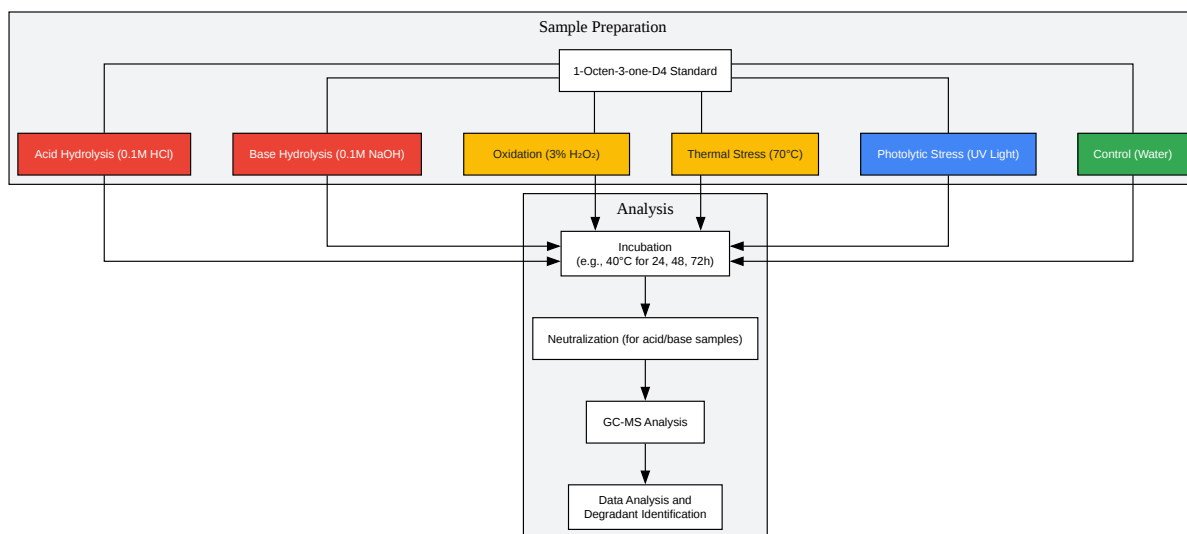 Sample Preparation
1-Octen-3-one-D4 Standard
Acid Hydrolysis (0.1M HCl)
Base Hydrolysis (0.1M NaOH)
Oxidation (3% H₂O₂)
Thermal Stress (70°C)
Photolytic Stress (UV Light)
Control (Water)
Analysis
Incubation
(e.g., 40°C for 24, 48, 72h)
Neutralization (for acid/base samples)
GC-MS Analysis
Data Analysis and
Degradant Identification